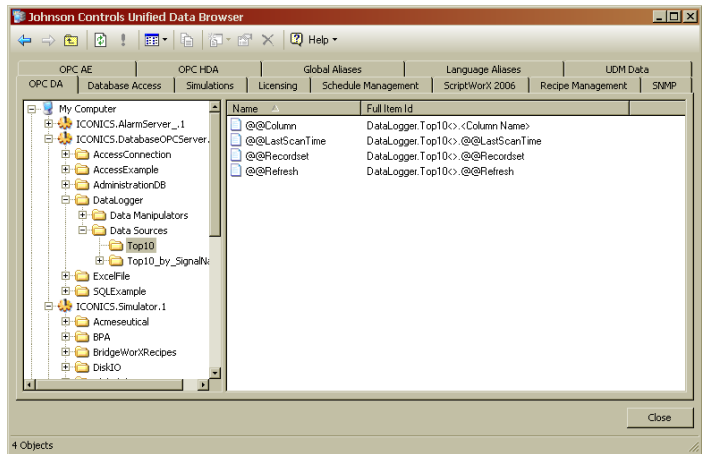 Johnson Controls Unified Data Browser
Help
OPC AE OPC HDA Global Aliases Language Aliases UDM Data
OPC DA Database Access Simulations Licensing Schedule Management ScriptWorX 2006 Recipe Management SNMP
My Computer
ICONICS.AlarmServer_.1
ICONICS.DatabaseOPCServer.
AccessConnection
AccessExample
AdministrationDB
DataLogger
Data Manipulators
Data Sources
Top10
Top10_by_SignalNa
ExcelFile
SQLExample
ICONICS.Simulator.1
Acmeseutical
BPA
BridgeWorXRecipes
DiskIO
Name Full Item Id
@@Column DataLogger.Top10<>.<Column Name>
@@LastScanTime DataLogger.Top10<>.@@LastScanTime
@@Recordset DataLogger.Top10<>.@@Recordset
@@Refresh DataLogger.Top10<>.@@Refresh
Close
4 Objects